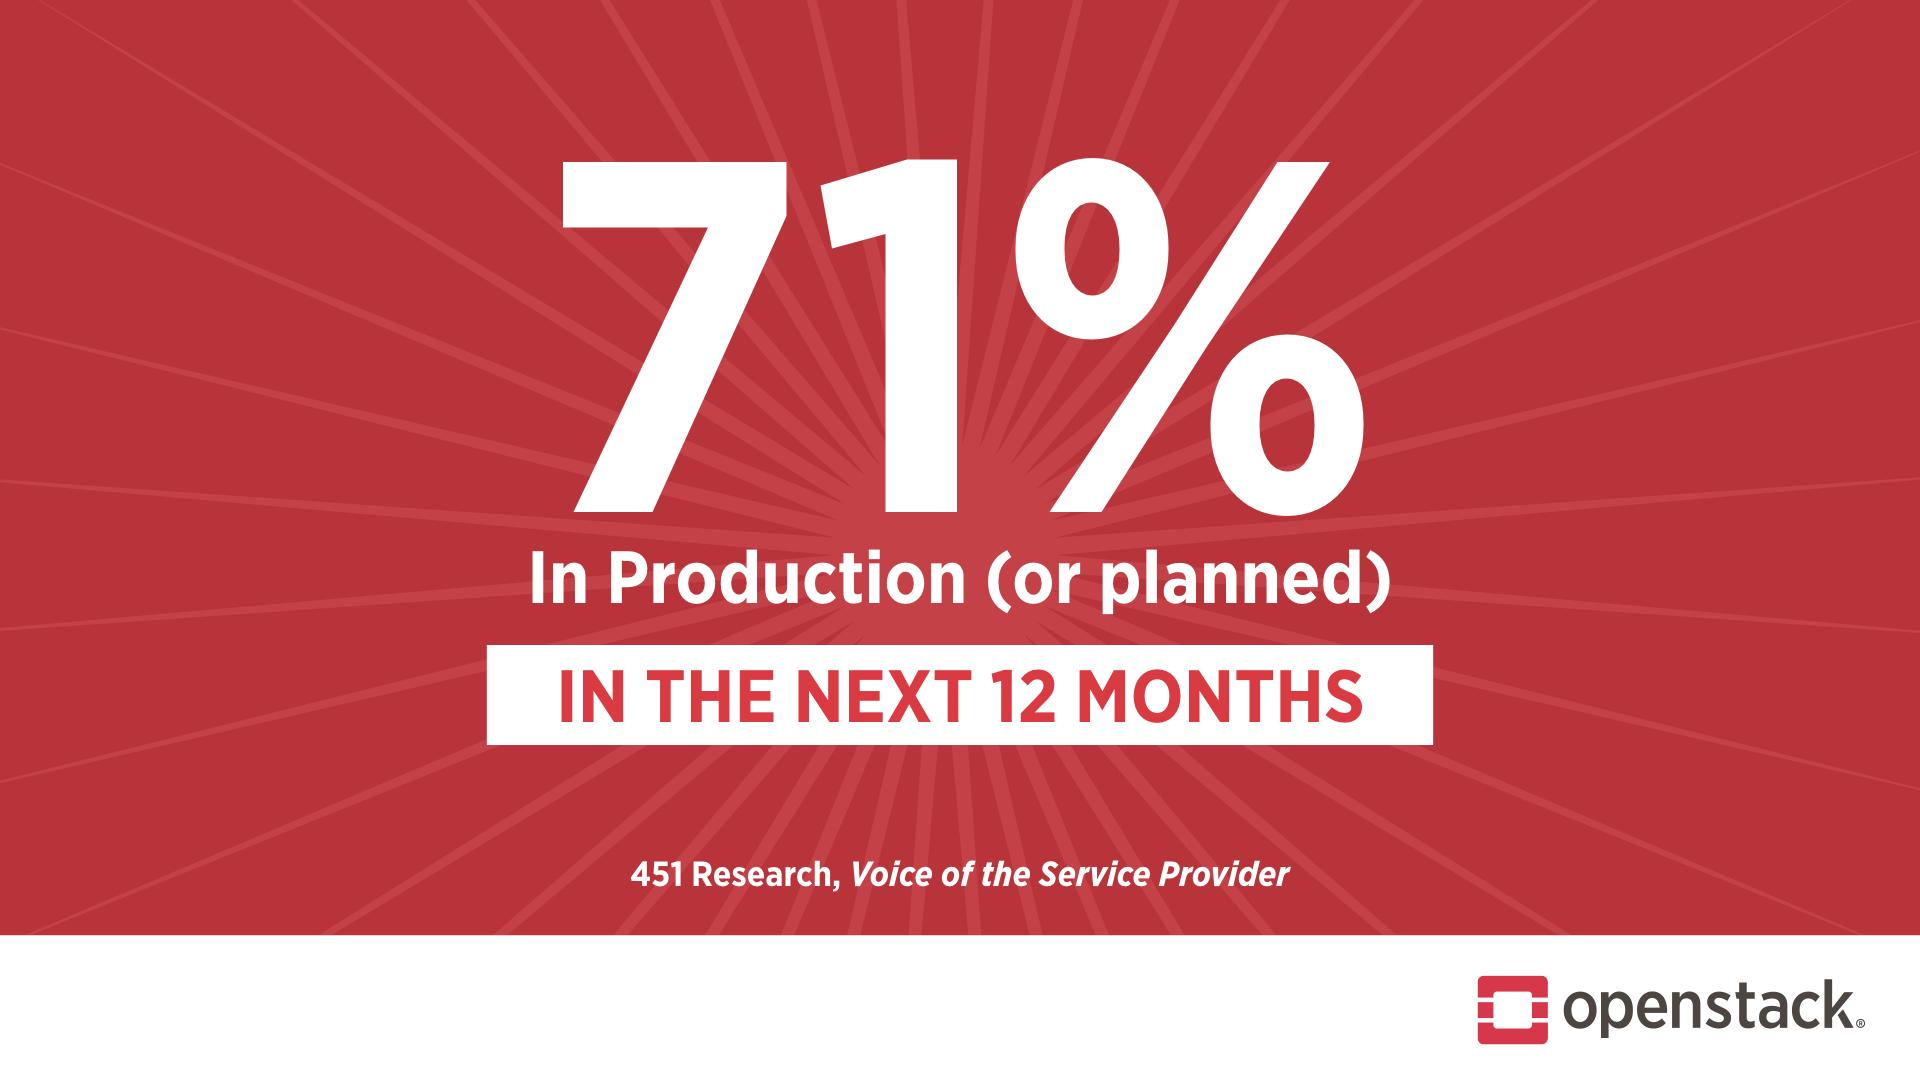 71%
In Production (or planned)
IN THE NEXT 12 MONTHS
451 Research, Voice of the Service Provider
openstack.®